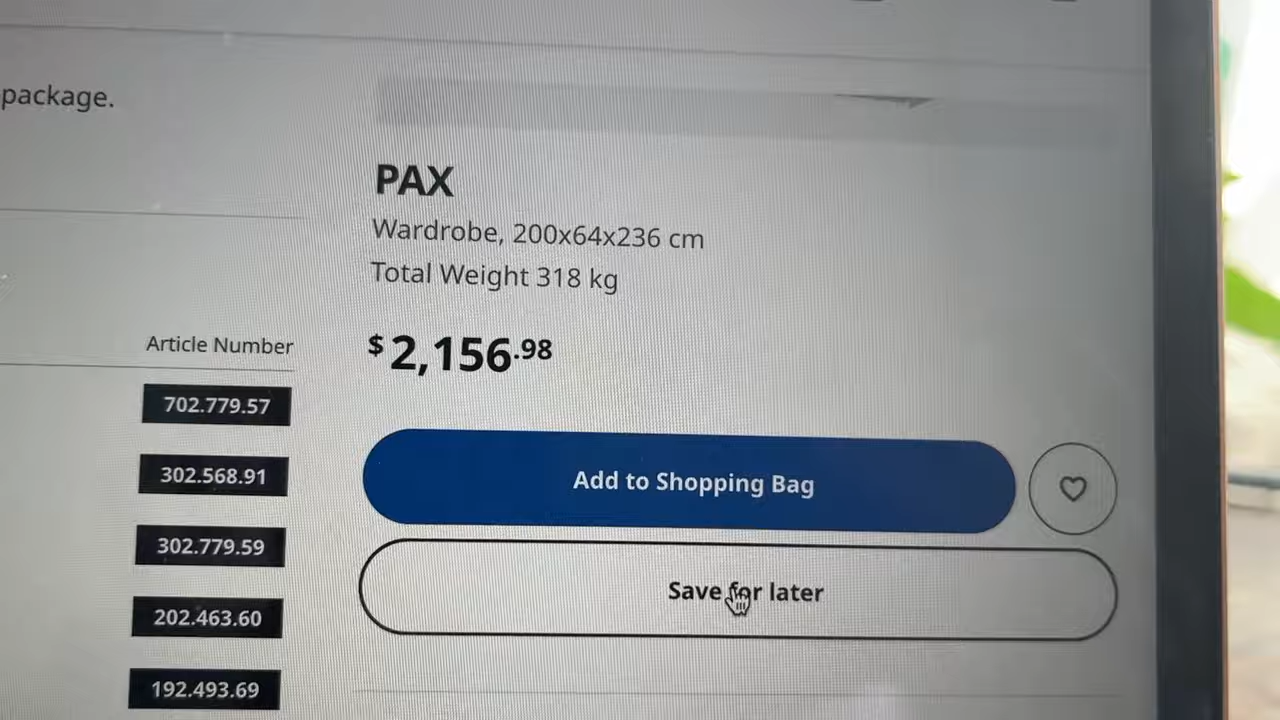 package.
PAX
Wardrobe, 200x64x236 cm
Total Weight 318 kg
$2,156.98
Article Number
702.779.57
302.568.91
302.779.59
202.463.60
192.493.69
Add to Shopping Bag
Save for later